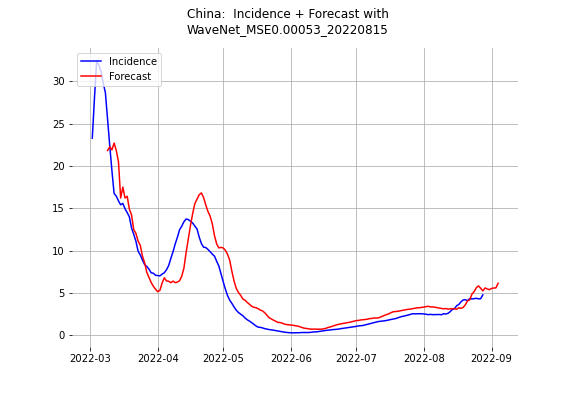 China:  Incidence + Forecast with
WaveNet_MSE0.00053_20220815
Incidence
Forecast
30
25
20
15
10
5
0
2022-03 2022-04 2022-05 2022-06 2022-07 2022-08 2022-09